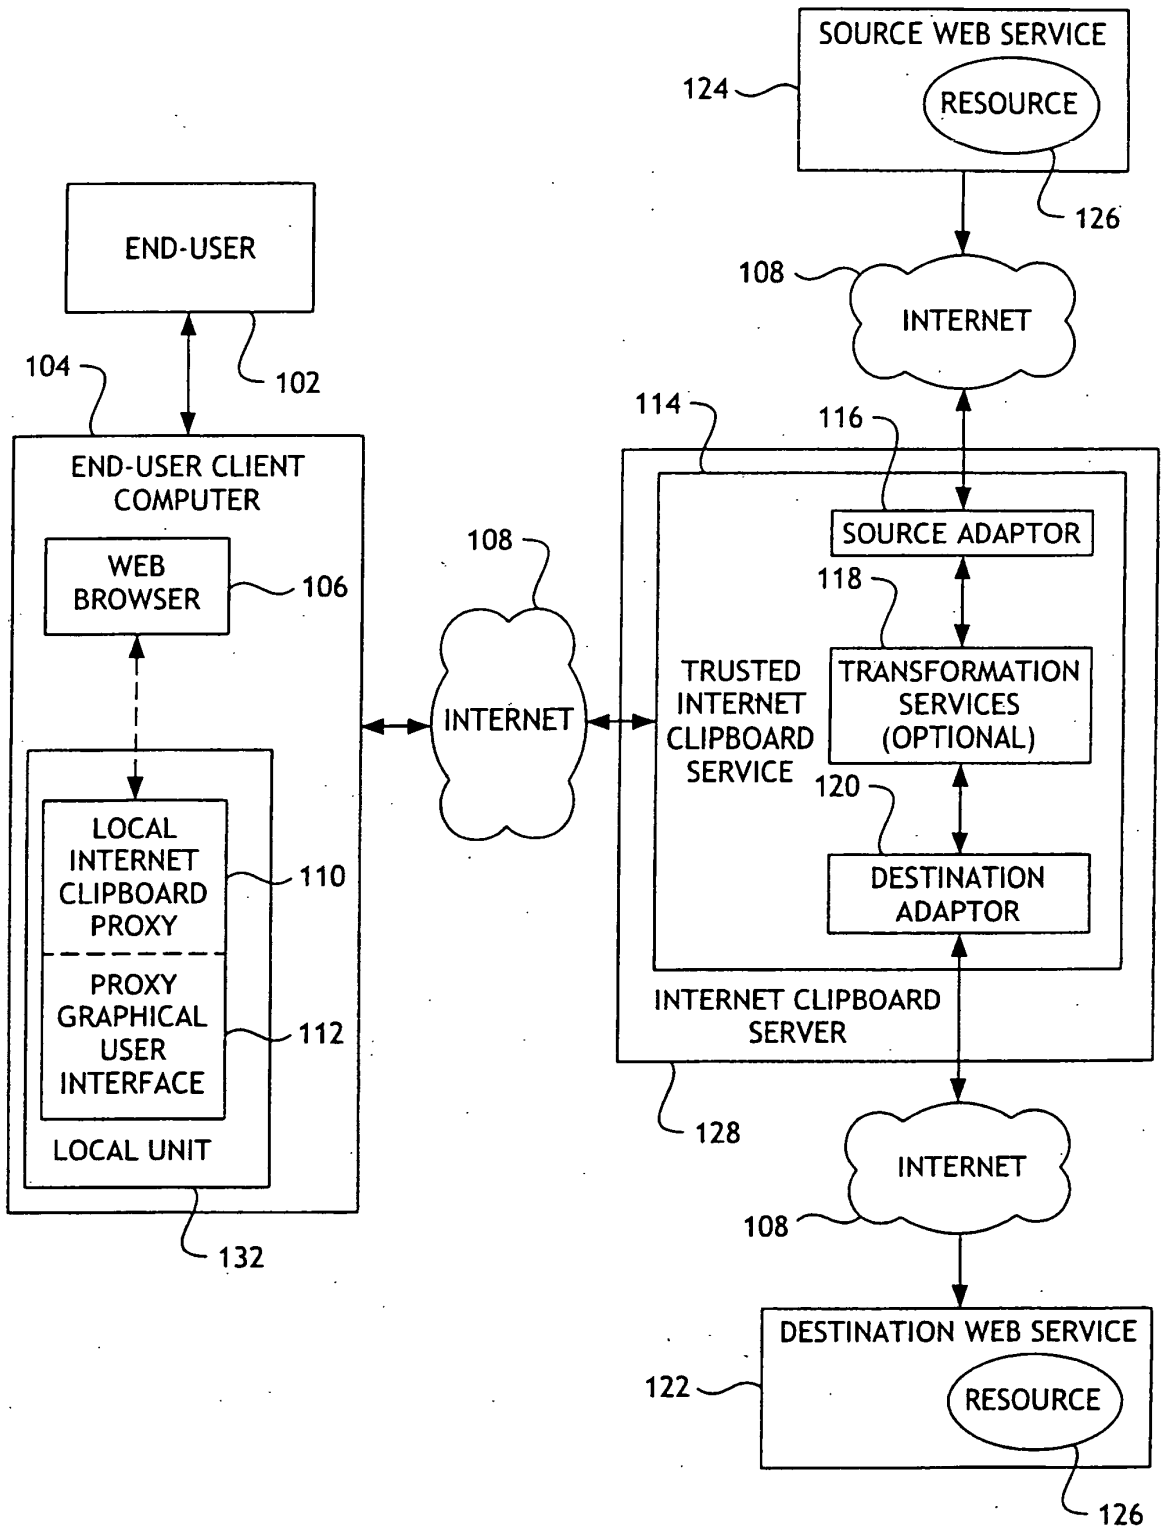 SOURCE WEB SERVICE
124
RESOURCE
126
END-USER
102
108
INTERNET
104
END-USER CLIENT
COMPUTER
WEB
BROWSER
106
LOCAL
INTERNET
CLIPBOARD
PROXY
110
PROXY
GRAPHICAL
USER
INTERFACE
112
LOCAL UNIT
132
108
INTERNET
114
116
SOURCE ADAPTOR
118
TRUSTED
INTERNET
CLIPBOARD
SERVICE
TRANSFORMATION
SERVICES
(OPTIONAL)
120
DESTINATION
ADAPTOR
INTERNET CLIPBOARD
SERVER
128
INTERNET
108
DESTINATION WEB SERVICE
122
RESOURCE
126